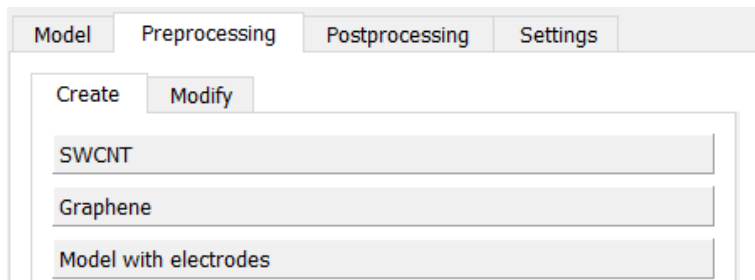 Model Preprocessing Postprocessing Settings
Create Modify
SWCNT
Graphene
Model with electrodes